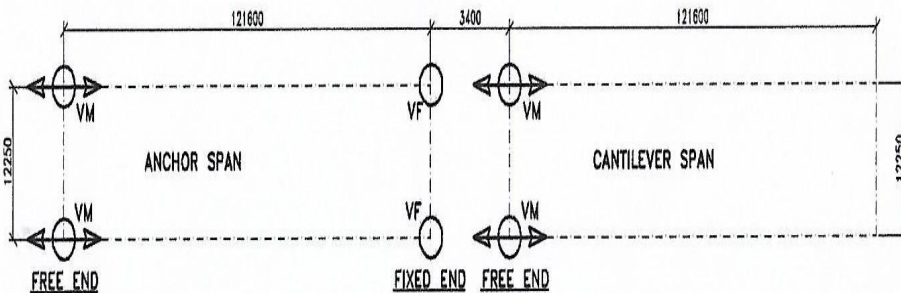 121600 3400 121600
VM VF VM
12250 ANCHOR SPAN CANTILEVER SPAN 12250
VM VF VM
FREE END FIXED END FREE END